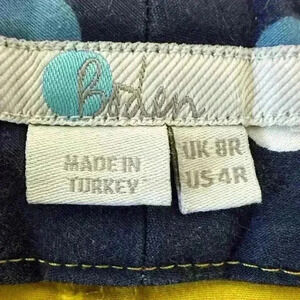 Boden
MADE IN
TURKEY
UK 8R
US 4R